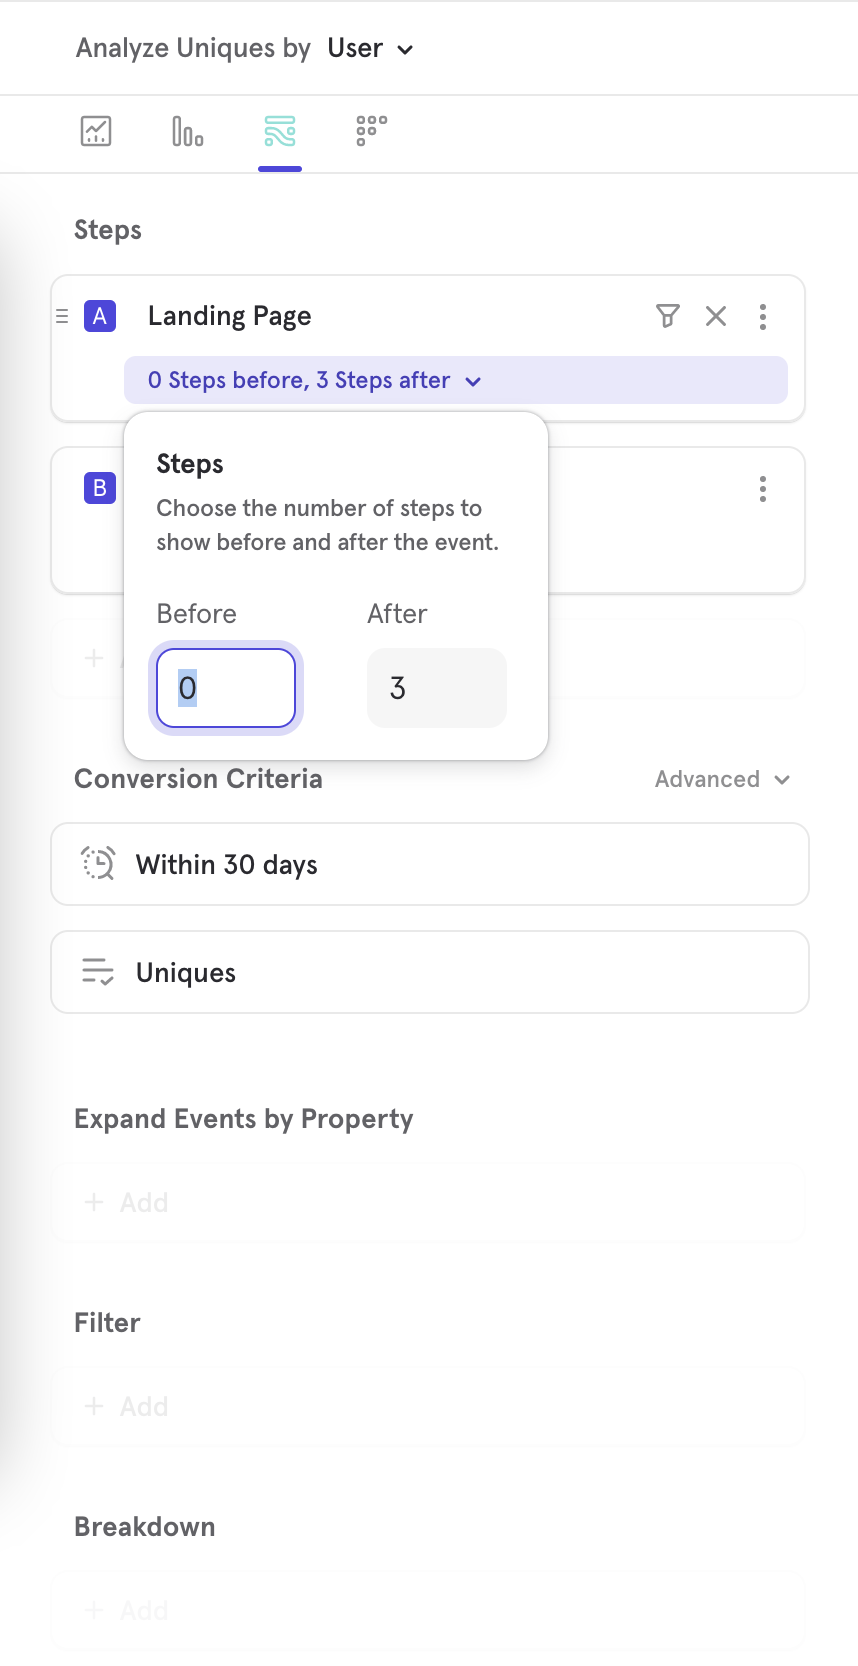 Analyze Uniques by User
Steps
A Landing Page
0 Steps before, 3 Steps after
B
Steps
Choose the number of steps to
show before and after the event.
Before After
0 3
Conversion Criteria Advanced
Within 30 days
Uniques
Expand Events by Property
+ Add
Filter
+ Add
Breakdown
+ Add